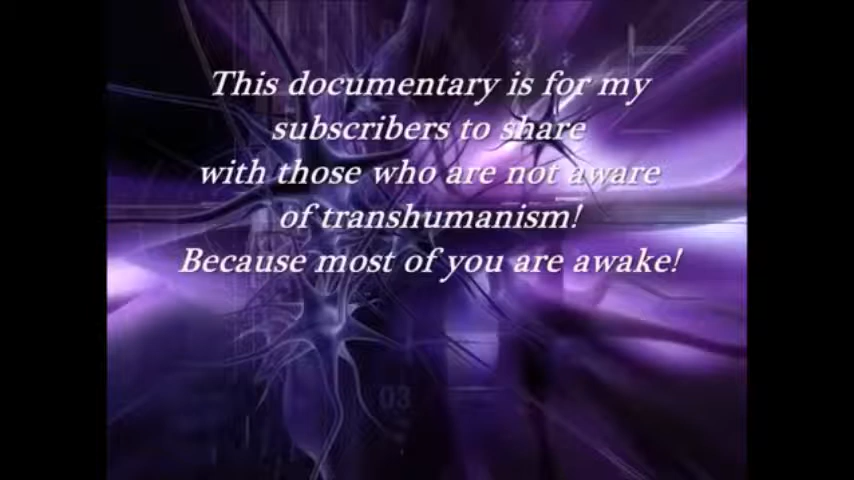 This documentary is for my
subscribers to share
with those who are not aware
of transhumanism!
Because most of you are awake!
03